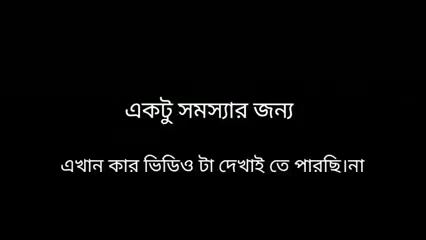 একটু সমস্যার জন্য
এখান কার ভিডিও টা দেখাই তে পারছি।না